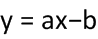 y = ax−b